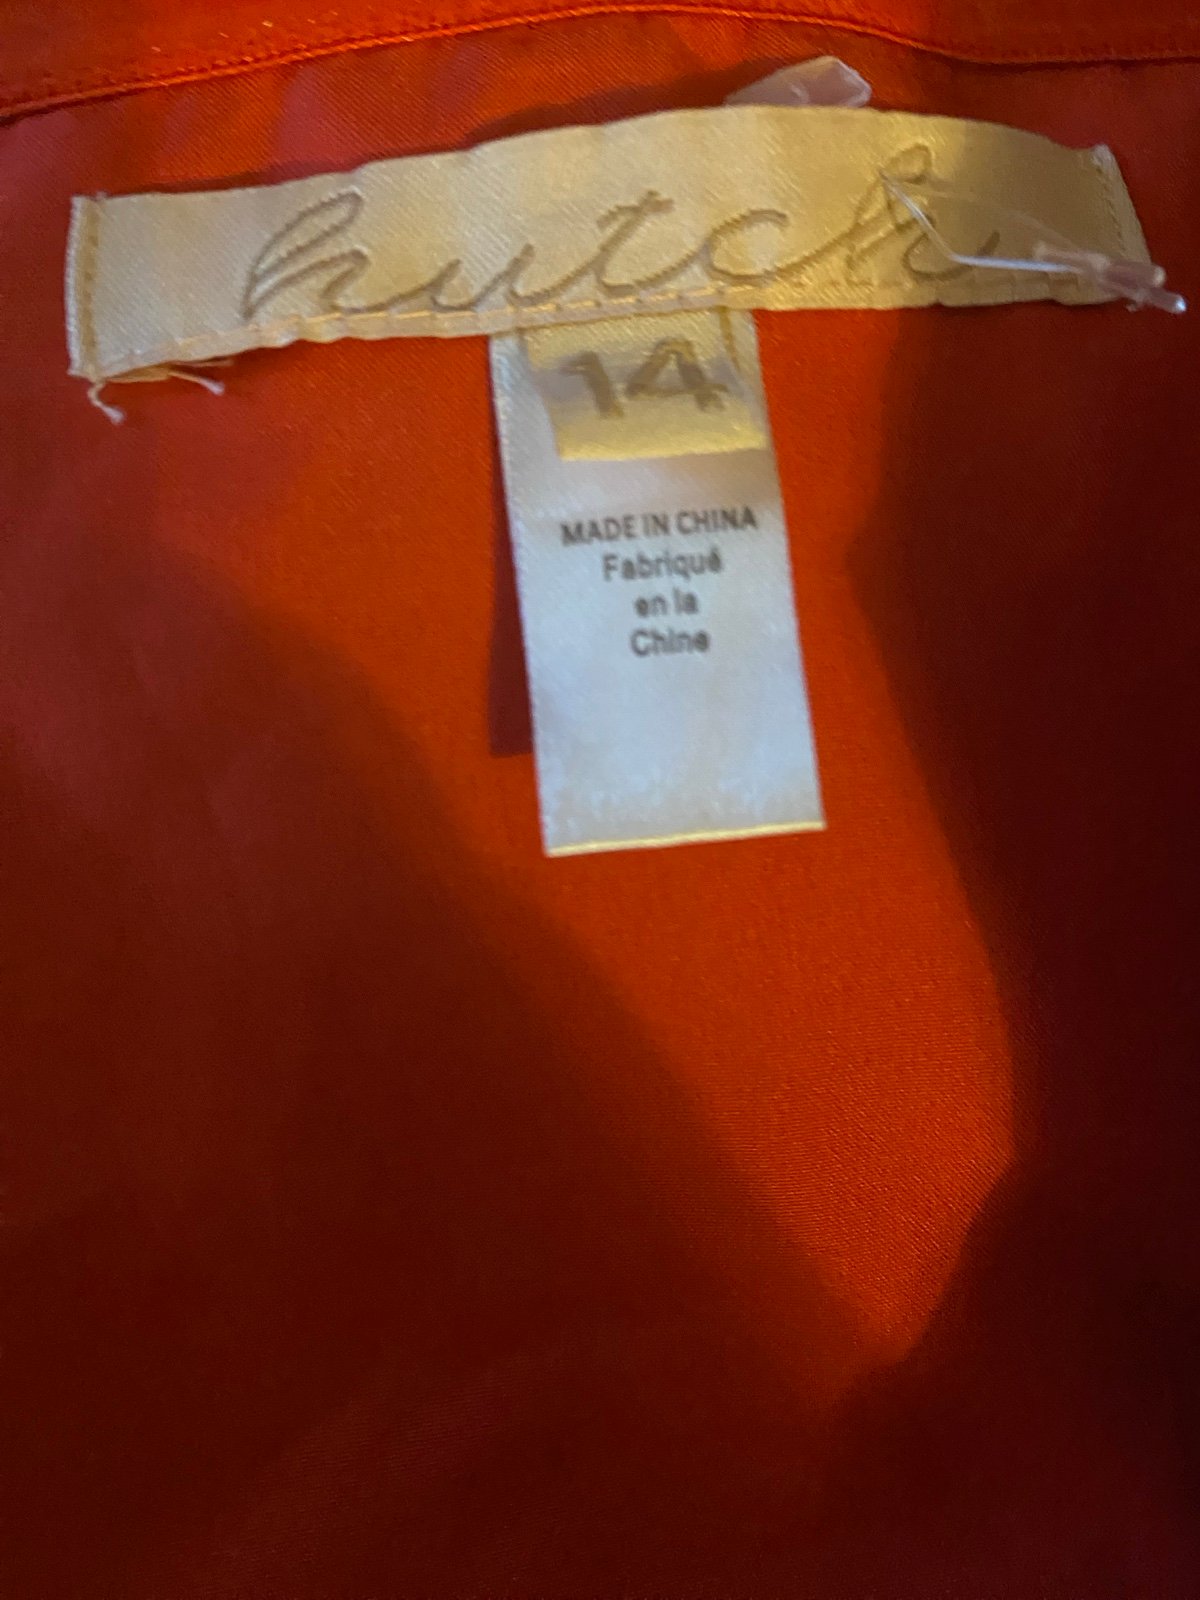 hutch
14
MADE IN CHINA
Fabriqué
en la
Chine